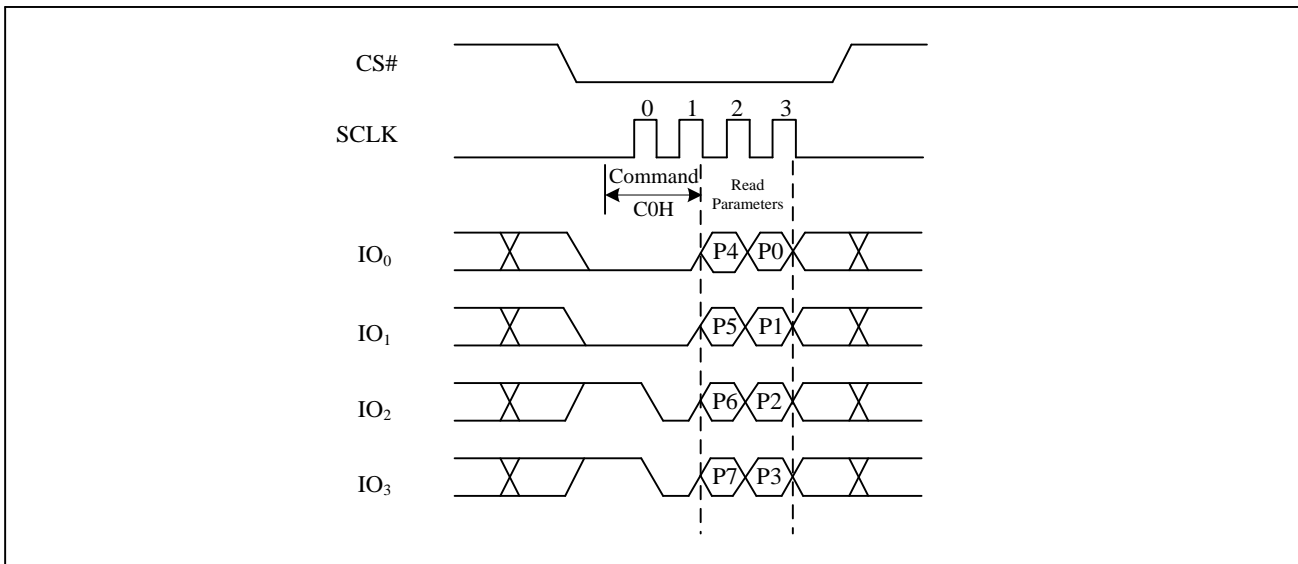 CS#
0 1 2 3
SCLK
Command
C0H
Read
Parameters
IO₀ P4 P0
IO₁ P5 P1
IO₂ P6 P2
IO₃ P7 P3